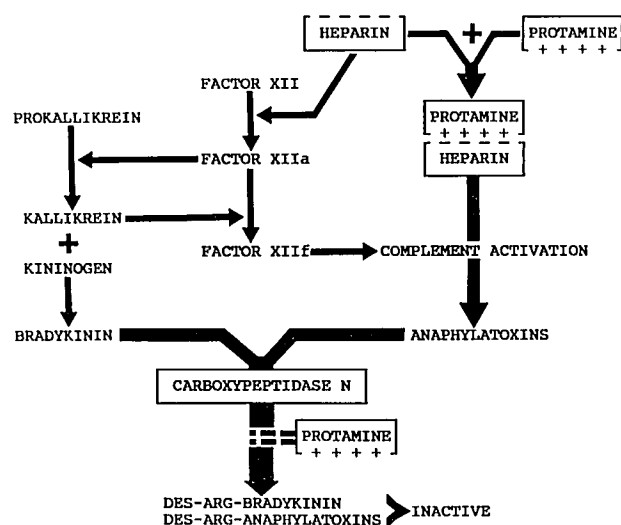 HEPARIN + PROTAMINE
+ + + +
FACTOR XII
PROKALLIKREIN
PROTAMINE
+ + + +
HEPARIN
FACTOR XIIa
KALLIKREIN
+
KININOGEN
FACTOR XIIf
COMPLEMENT ACTIVATION
BRADYKININ
ANAPHYLATOXINS
CARBOXYPEPTIDASE N
PROTAMINE
+ + + +
DES-ARG-BRADYKININ
DES-ARG-ANAPHYLATOXINS
INACTIVE